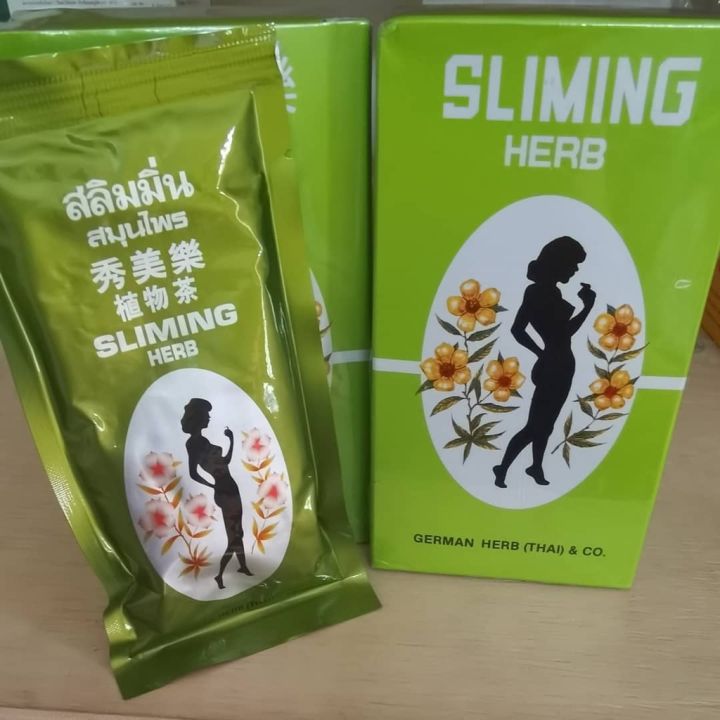 สลิมมิ่น
สมุนไพร
秀美樂
植物茶
SLIMING
HERB
SLIMING
HERB
GERMAN HERB (THAI) & CO.